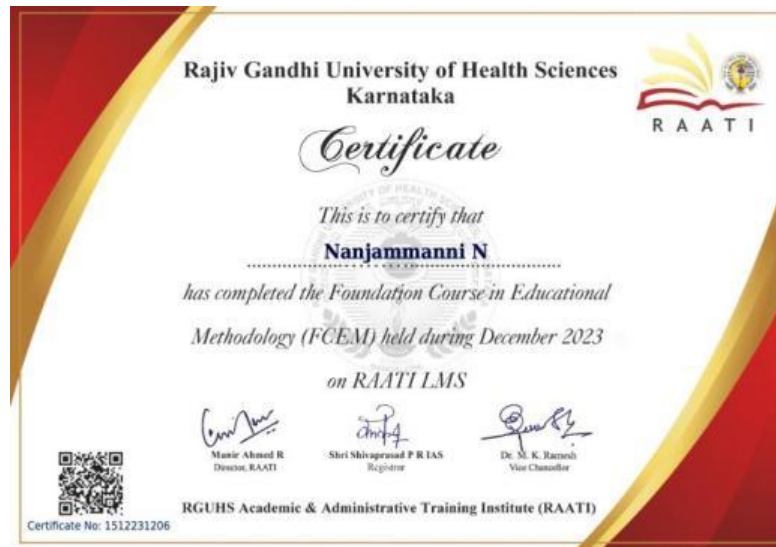 Rajiv Gandhi University of Health Sciences
Karnataka
RAATI
Certificate
This is to certify that
Nanjammanni N
has completed the Foundation Course in Educational
Methodology (FCEM) held during December 2023
on RAATI LMS
Munir Ahmed R
Director, RAATI
Shri Shivaprasad P R IAS
Registrar
Dr. M. K. Ramesh
Vice Chancellor
RGUHS Academic & Administrative Training Institute (RAATI)
Certificate No: 1512231206